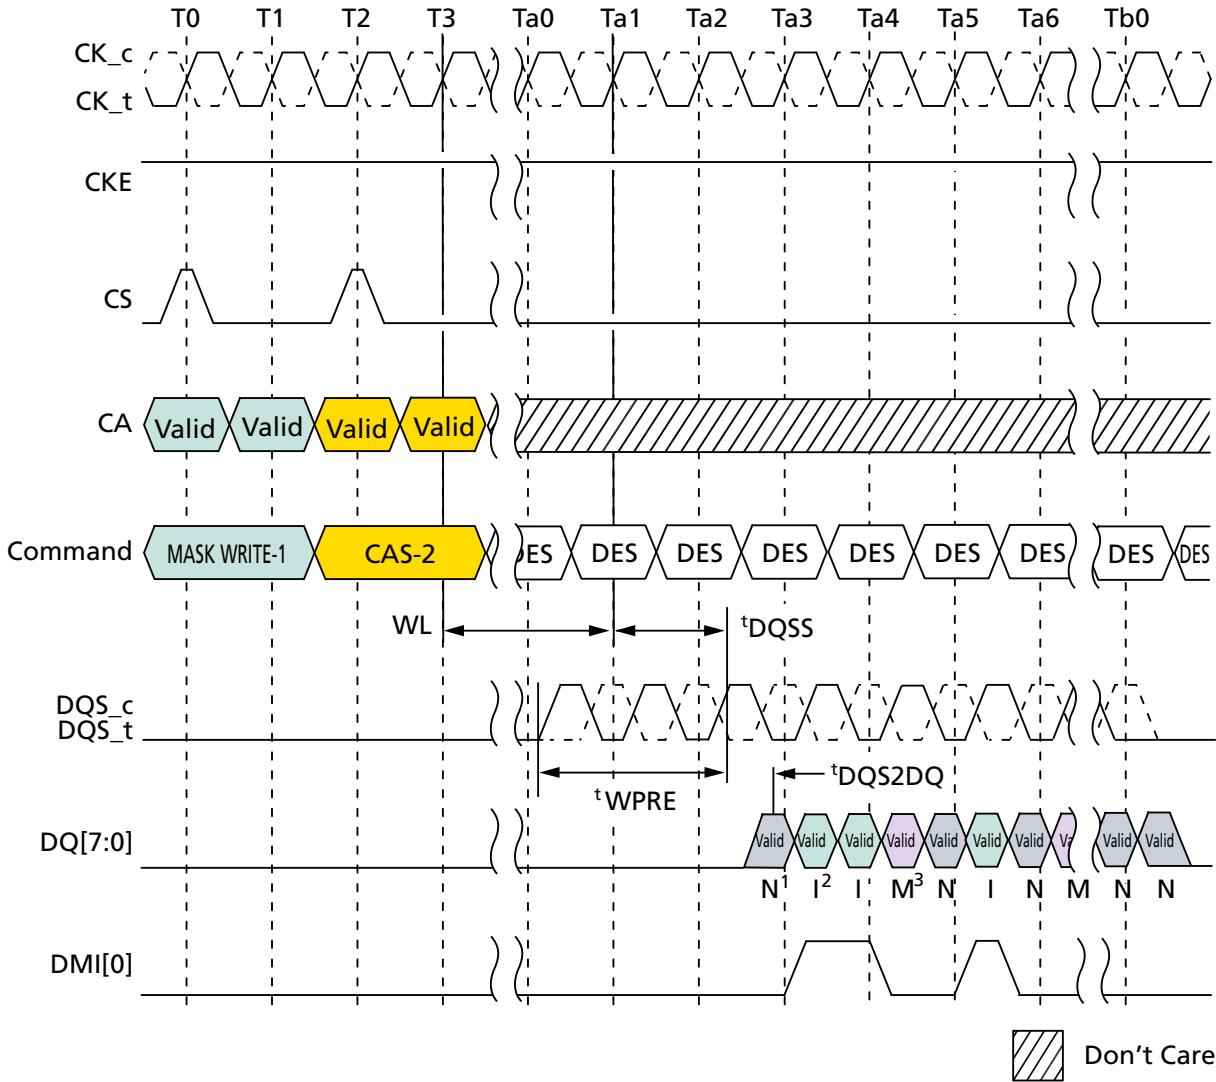 T0 T1 T2 T3 Ta0 Ta1 Ta2 Ta3 Ta4 Ta5 Ta6 Tb0
CK_c
CK_t
CKE
CS
CA Valid Valid Valid Valid
Command MASK WRITE-1 CAS-2 DES DES DES DES DES DES DES DES DES
WL tDQSS
DQS_c
DQS_t
tDQS2DQ
tWPRE
DQ[7:0] Valid Valid Valid Valid Valid Valid Valid Va Valid Valid
N1 I2 I M3 N I N M N N
DMI[0]
Don't Care